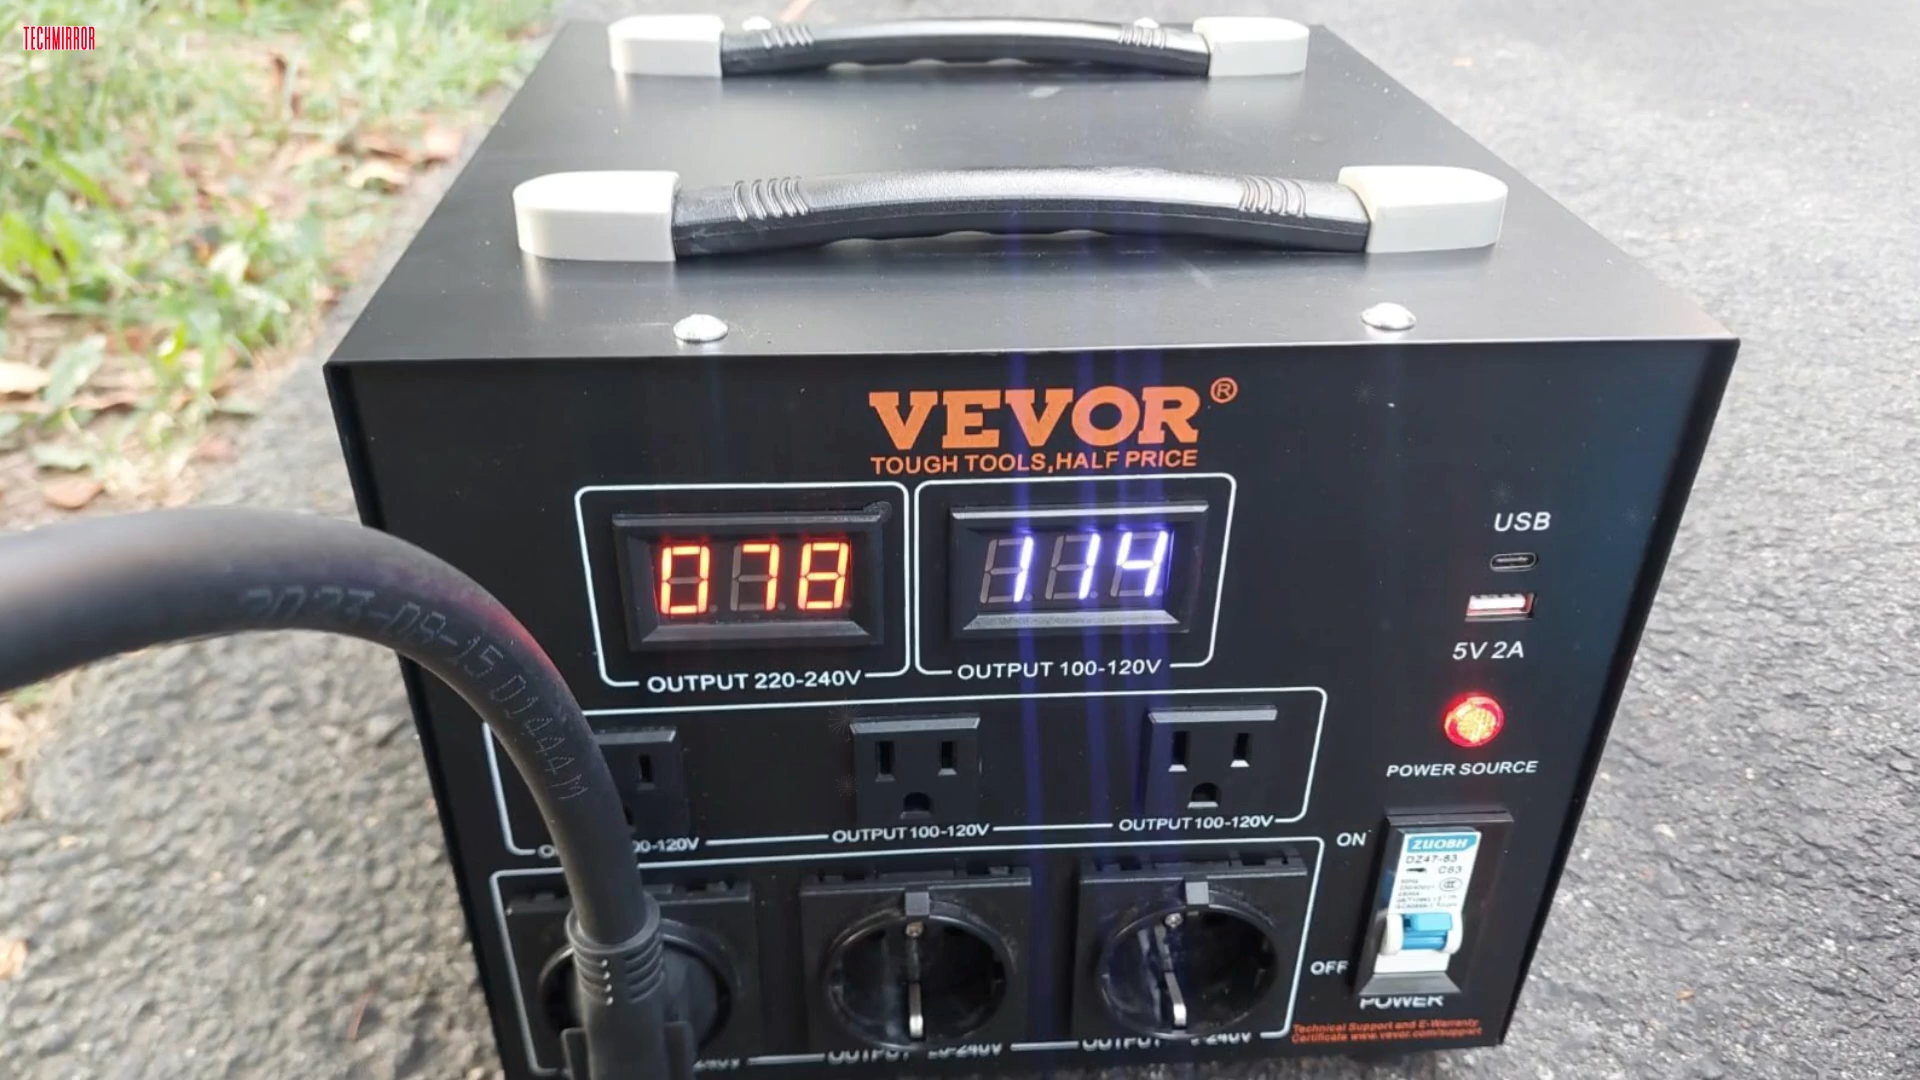 TECHMIRROR
VEVOR®
TOUGH TOOLS,HALF PRICE
078
114
OUTPUT 220-240V
OUTPUT 100-120V
USB
5V 2A
POWER SOURCE
2023-08-15 D1444M
OUTPUT 100-120V
OUTPUT 100-120V
ON
ZUOBH
DZ47-63
C63
OFF
POWER
Technical Support and E-Warranty
Certificate www.vevor.com/support